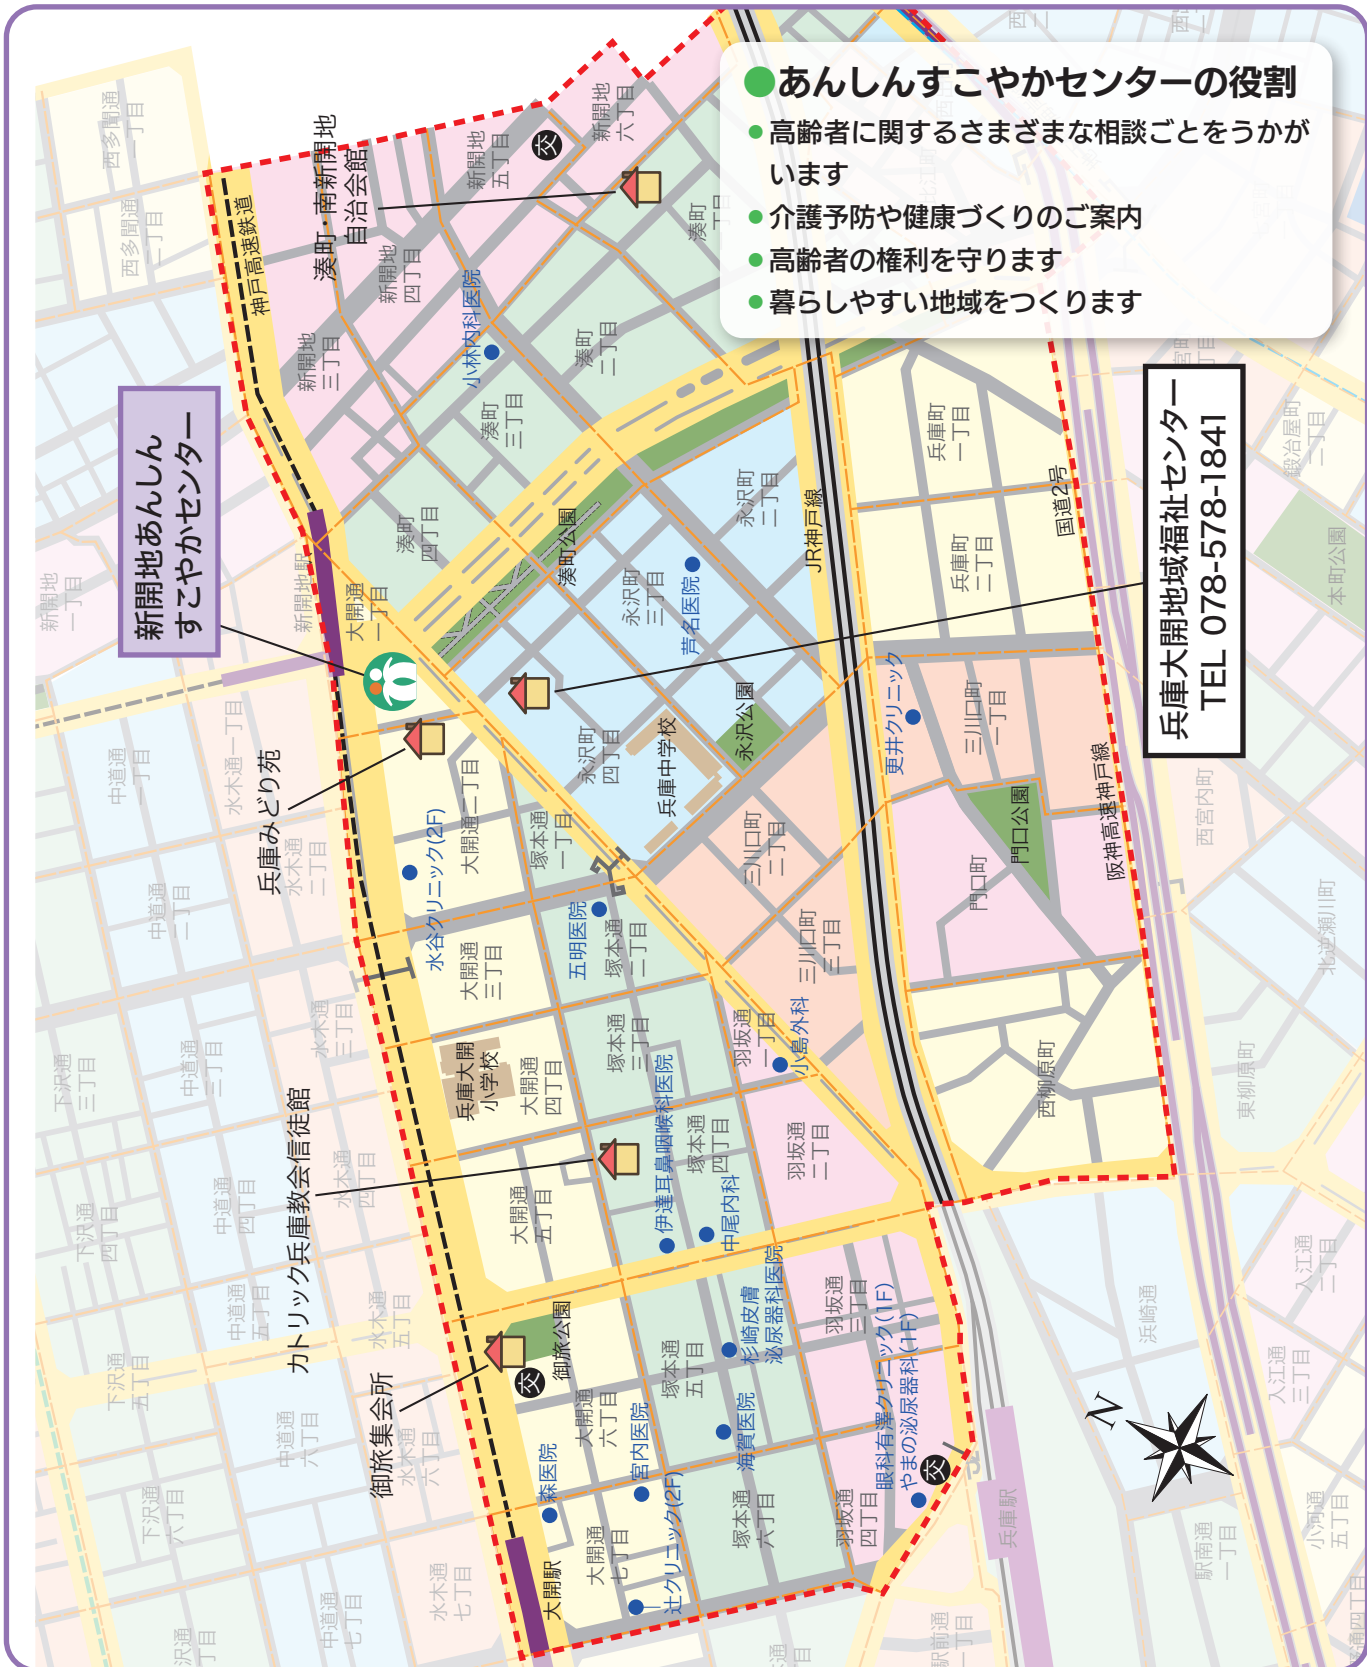 ●あんしんすこやかセンターの役割
●高齢者に関するさまざまな相談ごとをうかが
います
●介護予防や健康づくりのご案内
●高齢者の権利を守ります
●暮らしやすい地域をつくります
新開地あんしん
すこやかセンター
兵庫大開地域福祉センター
TEL 078-578-1841
湊町・南新開地
自治会館
兵庫みどり苑
カトリック兵庫教会信徒館
御旅集会所
神戸高速鉄道
新開地駅
大開駅
兵庫駅
JR神戸線
国道2号
阪神高速神戸線
小林内科医院
芦名医院
更井クリニック
水谷クリニック(2F)
五明医院
小島外科
伊達耳鼻咽喉科医院
中尾内科
杉崎皮膚
泌尿器科医院
海賀医院
眼科有澤クリニック(1F)
やまの泌尿器科(1F)
森医院
宮内医院
辻クリニック(2F)
湊町公園
永沢公園
門口公園
御旅公園
本町公園
兵庫中学校
兵庫大開
小学校
交
交
交
N
新開地
一丁目
新開地
三丁目
新開地
四丁目
新開地
五丁目
新開地
六丁目
湊町
丁目
湊町
二丁目
湊町
三丁目
湊町
四丁目
永沢町
二丁目
永沢町
三丁目
永沢町
四丁目
兵庫町
一丁目
兵庫町
二丁目
三川口町
一丁目
三川口町
二丁目
三川口町
三丁目
門口町
西柳原町
大開通
一丁目
大開通二丁目
大開通
三丁目
大開通
四丁目
大開通
五丁目
大開通
六丁目
大開通
七丁目
塚本通
一丁目
塚本通
二丁目
塚本通
三丁目
塚本通
四丁目
塚本通
五丁目
塚本通
六丁目
羽坂通
一丁目
羽坂通
二丁目
羽坂通
三丁目
羽坂通
四丁目
西多聞通
一丁目
西多聞通
二丁目
水木通一丁目
水木通
二丁目
水木通
三丁目
水木通
四丁目
水木通
五丁目
水木通
六丁目
水木通
七丁目
中道通
一丁目
中道通
二丁目
中道通
三丁目
中道通
四丁目
中道通
五丁目
中道通
六丁目
中道通
七丁目
下沢通
三丁目
下沢通
四丁目
下沢通
五丁目
下沢通
六丁目
沢通
丁目
鍛冶屋町
二丁目
西宮内町
北逆瀬川町
東柳原町
入江通
二丁目
入江通
三丁目
浜崎通
小河通
五丁目
駅南通
一丁目
駅前通
一丁目